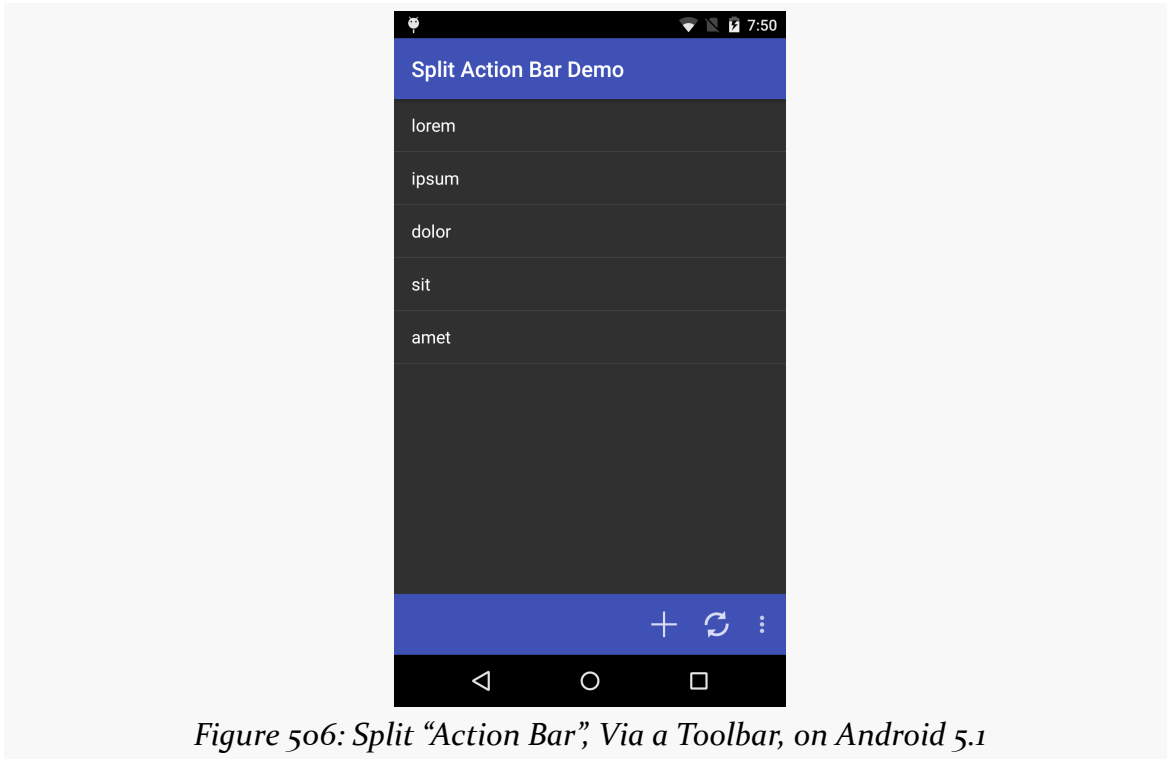 7:50
Split Action Bar Demo
lorem
ipsum
dolor
sit
amet
Figure 506: Split “Action Bar”, Via a Toolbar, on Android 5.1